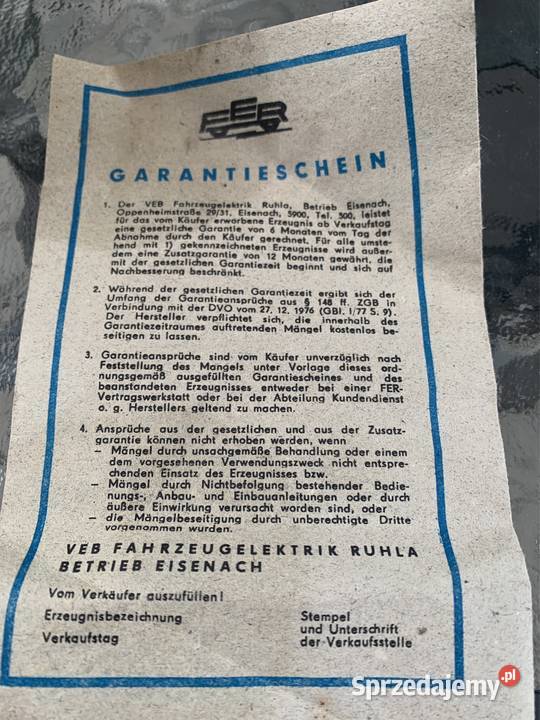 FER
GARANTIESCHEIN
1. Der VEB Fahrzeugelektrik Ruhla, Betrieb Eisenach,
Oppenheimstraße 29/31, Eisenach, 5900, Tel. 500, leistet
für das vom Käufer erworbene Erzeugnis ab Verkaufstag
eine gesetzliche Garantie von 6 Monaten vom Tag der
Abnahme durch den Käufer gerechnet. Für alle umste-
hend mit 1) gekennzeichneten Erzeugnisse wird außer-
dem eine Zusatzgarantie von 12 Monaten gewährt, die
mit der gesetzlichen Garantiezeit beginnt und sich auf
Nachbesserung beschränkt.
2. Während der gesetzlichen Garantiezeit ergibt sich der
Umfang der Garantieansprüche aus § 148 ff. ZGB in
Verbindung mit der DVO vom 27. 12. 1976 (GBl. I/77 S. 9).
Der Hersteller verpflichtet sich, die innerhalb des
Garantiezeitraumes auftretenden Mängel kostenlos be-
seitigen zu lassen.
3. Garantieansprüche sind vom Käufer unverzüglich nach
Feststellung des Mangels unter Vorlage dieses ord-
nungsgemäß ausgefüllten Garantiescheines und des
beanstandeten Erzeugnisses entweder bei einer FER-
Vertragswerkstatt oder bei der Abteilung Kundendienst
o. g. Herstellers geltend zu machen.
4. Ansprüche aus der gesetzlichen und aus der Zusatz-
garantie können nicht erhoben werden, wenn
– Mängel durch unsachgemäße Behandlung oder einem
dem vorgesehenen Verwendungszweck nicht entspre-
chenden Einsatz des Erzeugnisses bzw.
– Mängel durch Nichtbefolgung bestehender Bedie-
nungs-, Anbau- und Einbauanleitungen oder durch
äußere Einwirkung verursacht worden sind, oder
– die Mängelbeseitigung durch unberechtigte Dritte
vorgenommen wurden.
VEB FAHRZEUGELEKTRIK RUHLA
BETRIEB EISENACH
Vom Verkäufer auszufüllen!
Erzeugnisbezeichnung
Verkaufstag
Stempel
und Unterschrift
der Verkaufsstelle
Sprzedajemy.pl